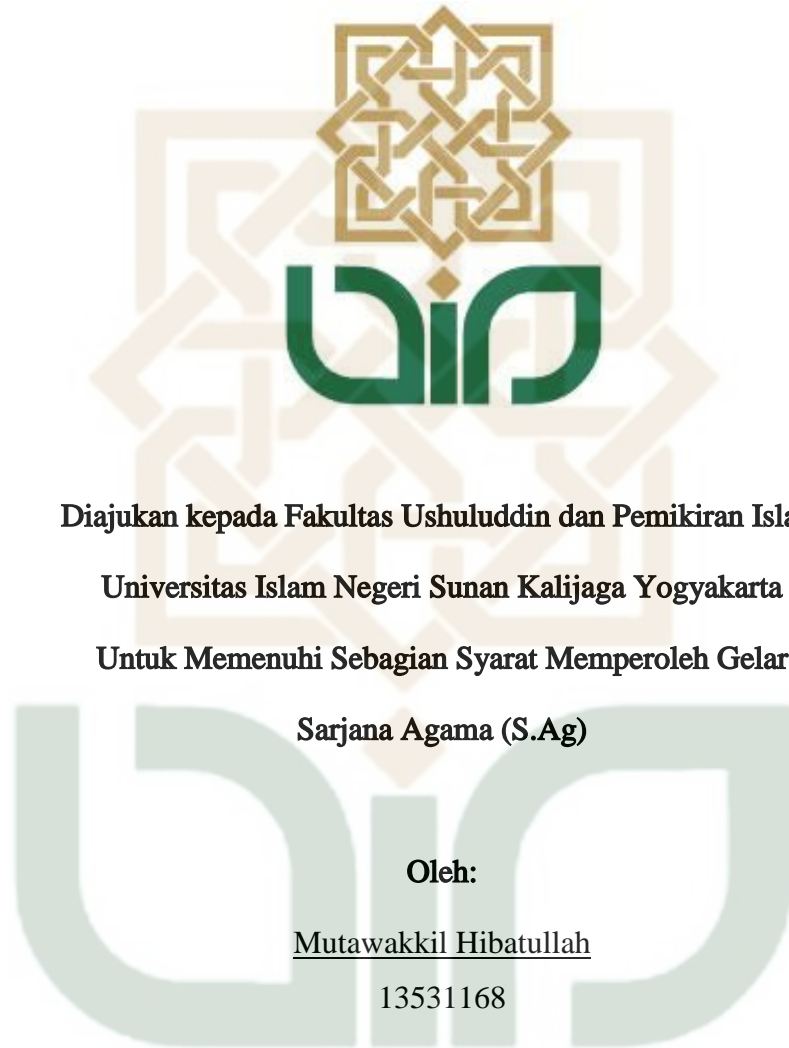 Diajukan kepada Fakultas Ushuluddin dan Pemikiran
Universitas Islam Negeri Sunan Kalijaga Yogyakarta
Untuk Memenuhi Sebagian Syarat Memperoleh Gelar
Sarjana Agama (S.Ag)
Oleh:
Mutawakkil Hibatullah
13531168